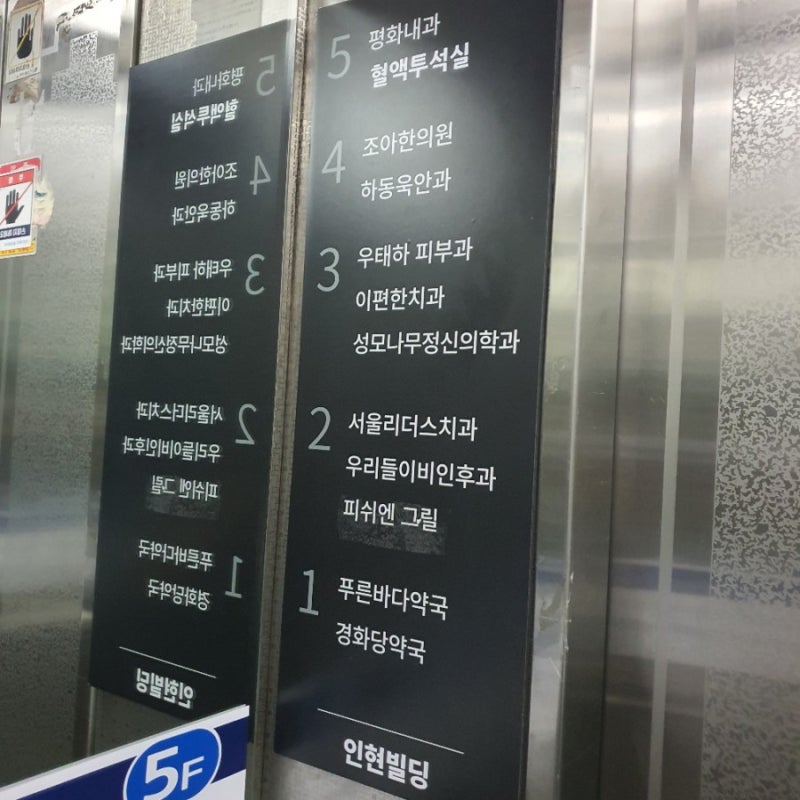 5 평화내과
혈액투석실
4 조아한의원
하동욱안과
3 우태하 피부과
이편한치과
성모나무정신의학과
2 서울리더스치과
우리들이비인후과
피쉬엔 그릴
1 푸른바다약국
경화당약국
인현빌딩
5F